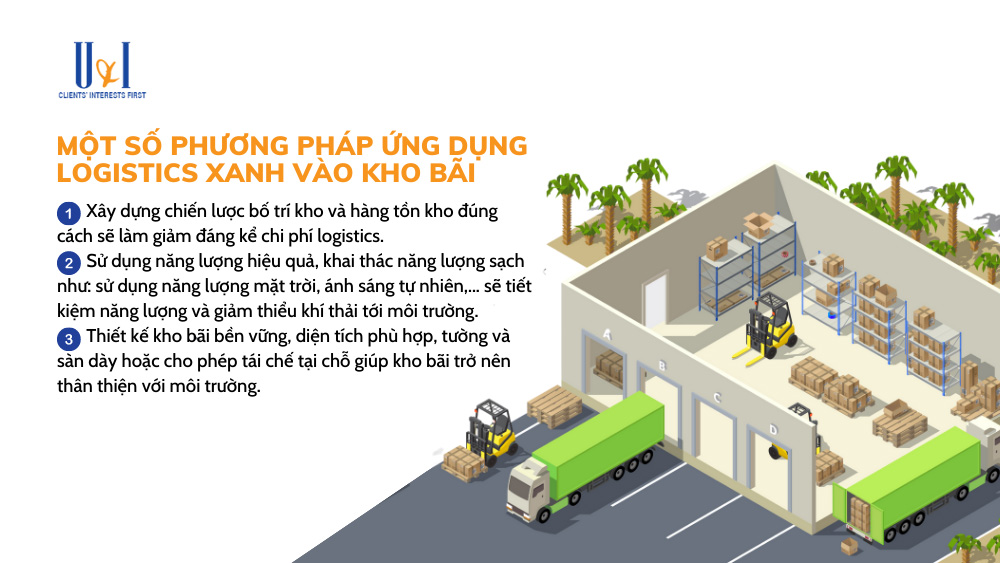 U&I
CLIENTS' INTERESTS FIRST
MỘT SỐ PHƯƠNG PHÁP ỨNG DỤNG
LOGISTICS XANH VÀO KHO BÃI
1 Xây dựng chiến lược bố trí kho và hàng tồn kho đúng
cách sẽ làm giảm đáng kể chi phí logistics.
2 Sử dụng năng lượng hiệu quả, khai thác năng lượng sạch
như: sử dụng năng lượng mặt trời, ánh sáng tự nhiên,... sẽ tiết
kiệm năng lượng và giảm thiểu khí thải tới môi trường.
3 Thiết kế kho bãi bền vững, diện tích phù hợp, tường và
sàn dày hoặc cho phép tái chế tại chỗ giúp kho bãi trở nên
thân thiện với môi trường.
A
B
C
D